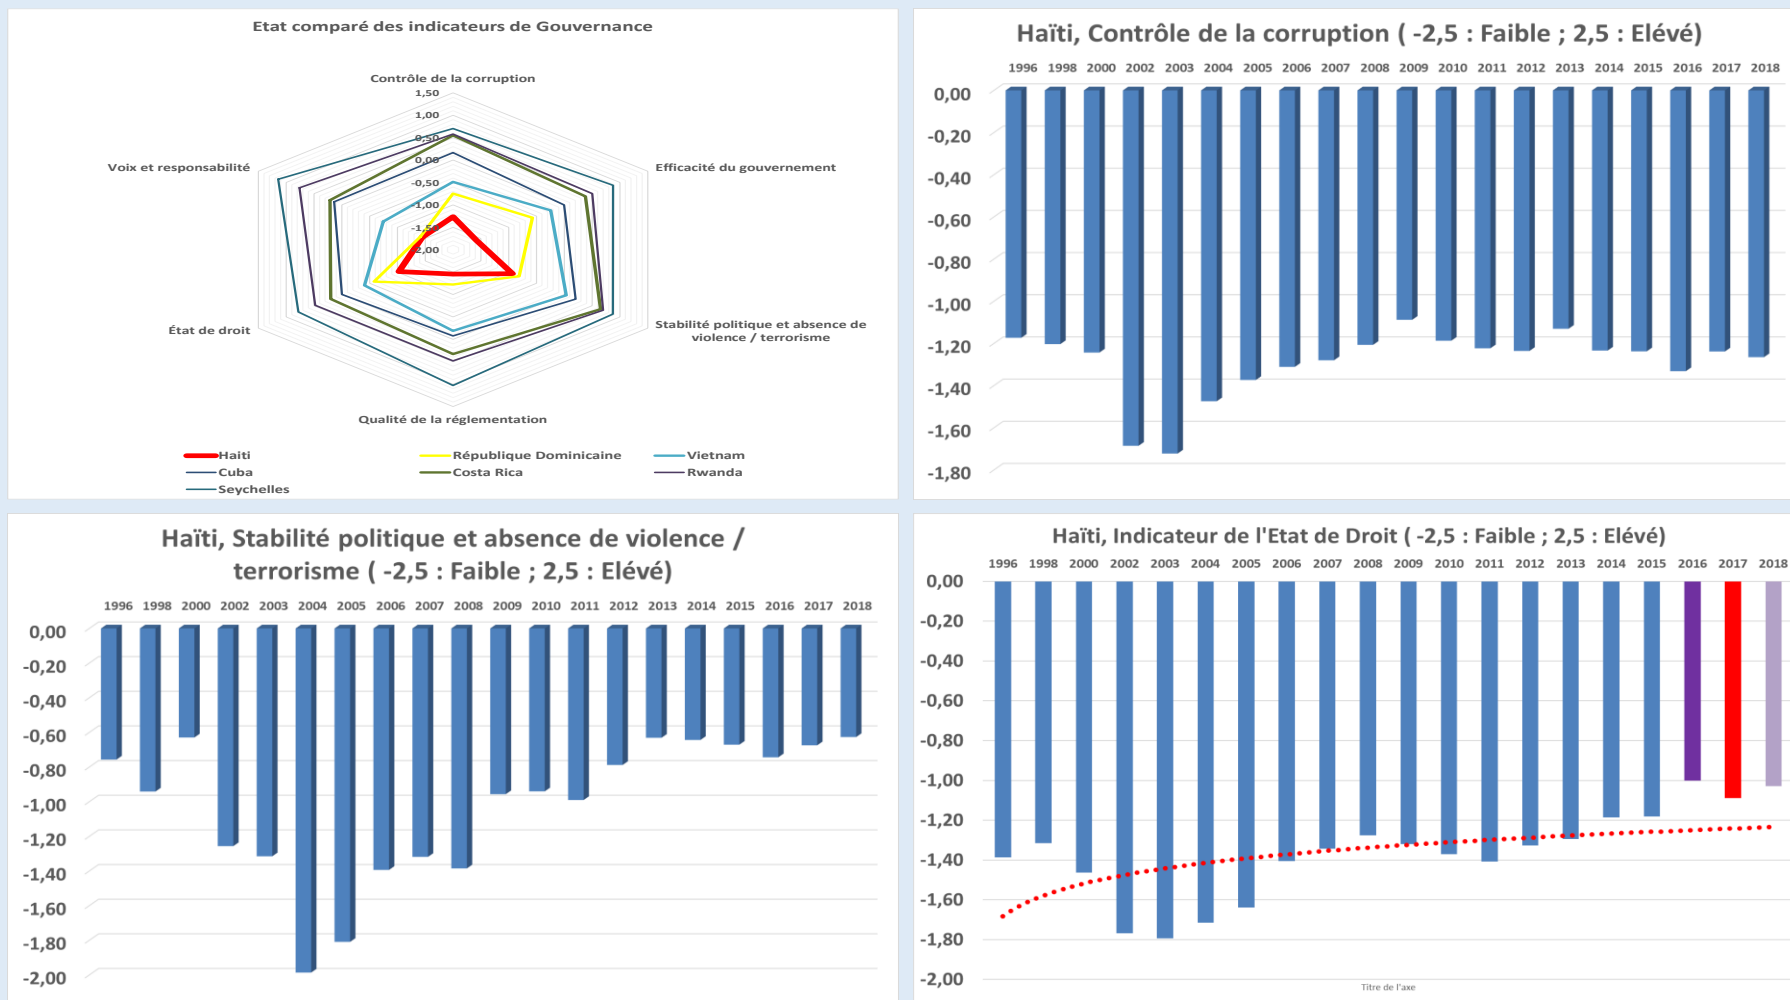 Etat comparé des indicateurs de Gouvernance
Contrôle de la corruption
1,50
1,00
0,50
0,00
-0,50
-1,00
-1,50
-2,00
Voix et responsabilité
Efficacité du gouvernement
État de droit
Stabilité politique et absence de
violence / terrorisme
Qualité de la réglementation
Haiti République Dominicaine Vietnam
Cuba Costa Rica Rwanda
Seychelles
Haïti, Contrôle de la corruption ( -2,5 : Faible ; 2,5 : Elévé)
1996 1998 2000 2002 2003 2004 2005 2006 2007 2008 2009 2010 2011 2012 2013 2014 2015 2016 2017 2018
0,00
-0,20
-0,40
-0,60
-0,80
-1,00
-1,20
-1,40
-1,60
-1,80
Haïti, Stabilité politique et absence de violence /
terrorisme ( -2,5 : Faible ; 2,5 : Elévé)
1996 1998 2000 2002 2003 2004 2005 2006 2007 2008 2009 2010 2011 2012 2013 2014 2015 2016 2017 2018
0,00
-0,20
-0,40
-0,60
-0,80
-1,00
-1,20
-1,40
-1,60
-1,80
-2,00
Haïti, Indicateur de l'Etat de Droit ( -2,5 : Faible ; 2,5 : Elévé)
1996 1998 2000 2002 2003 2004 2005 2006 2007 2008 2009 2010 2011 2012 2013 2014 2015 2016 2017 2018
0,00
-0,20
-0,40
-0,60
-0,80
-1,00
-1,20
-1,40
-1,60
-1,80
-2,00
Titre de l'axe